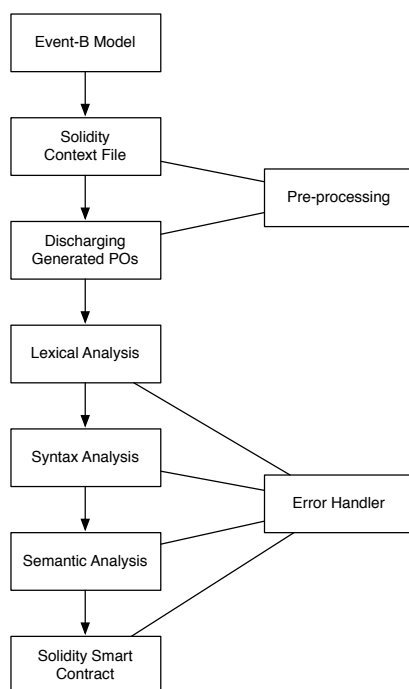 Event-B Model
Solidity
Context File
Pre-processing
Discharging
Generated POs
Lexical Analysis
Syntax Analysis
Error Handler
Semantic Analysis
Solidity Smart
Contract